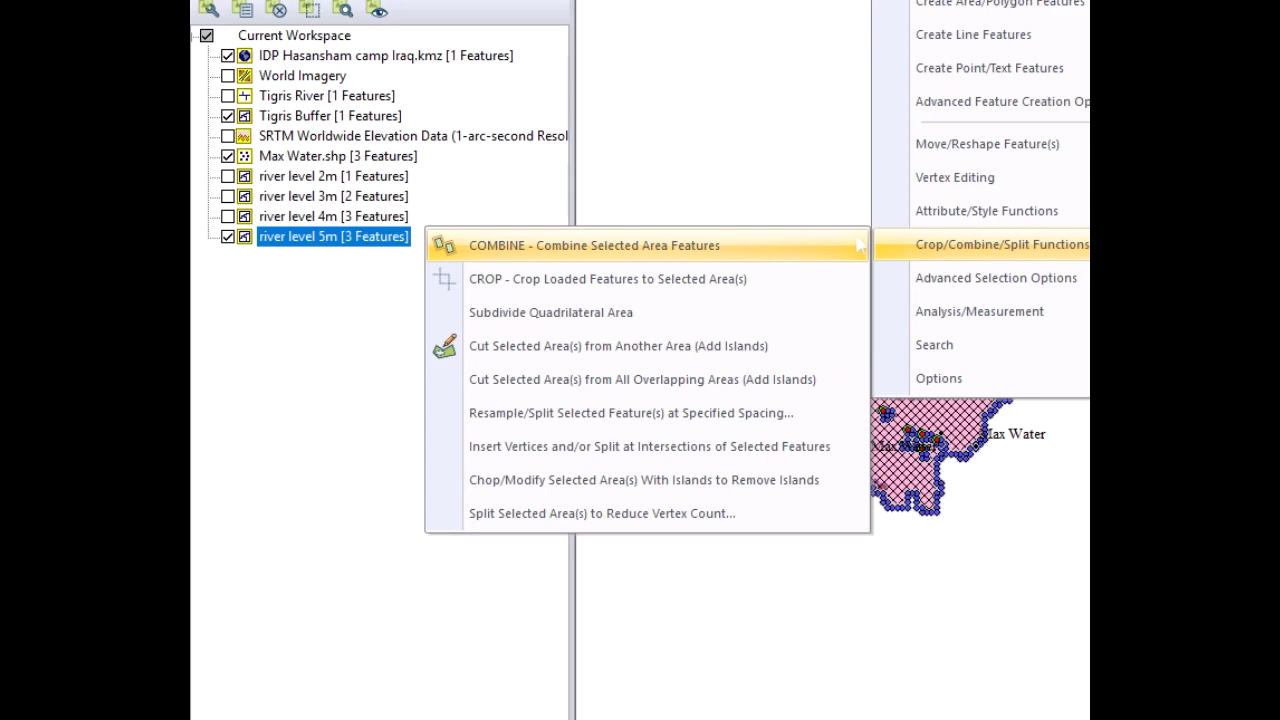 Current Workspace
IDP Hasansham camp Iraq.kmz [1 Features]
World Imagery
Tigris River [1 Features]
Tigris Buffer [1 Features]
SRTM Worldwide Elevation Data (1-arc-second Resol
Max Water.shp [3 Features]
river level 2m [1 Features]
river level 3m [2 Features]
river level 4m [3 Features]
river level 5m [3 Features]
COMBINE - Combine Selected Area Features
CROP - Crop Loaded Features to Selected Area(s)
Subdivide Quadrilateral Area
Cut Selected Area(s) from Another Area (Add Islands)
Cut Selected Area(s) from All Overlapping Areas (Add Islands)
Resample/Split Selected Feature(s) at Specified Spacing...
Insert Vertices and/or Split at Intersections of Selected Features
Chop/Modify Selected Area(s) With Islands to Remove Islands
Split Selected Area(s) to Reduce Vertex Count...
Create Area/Polygon Features
Create Line Features
Create Point/Text Features
Advanced Feature Creation Op
Move/Reshape Feature(s)
Vertex Editing
Attribute/Style Functions
Crop/Combine/Split Functions
Advanced Selection Options
Analysis/Measurement
Search
Options
Max Water
Max Water